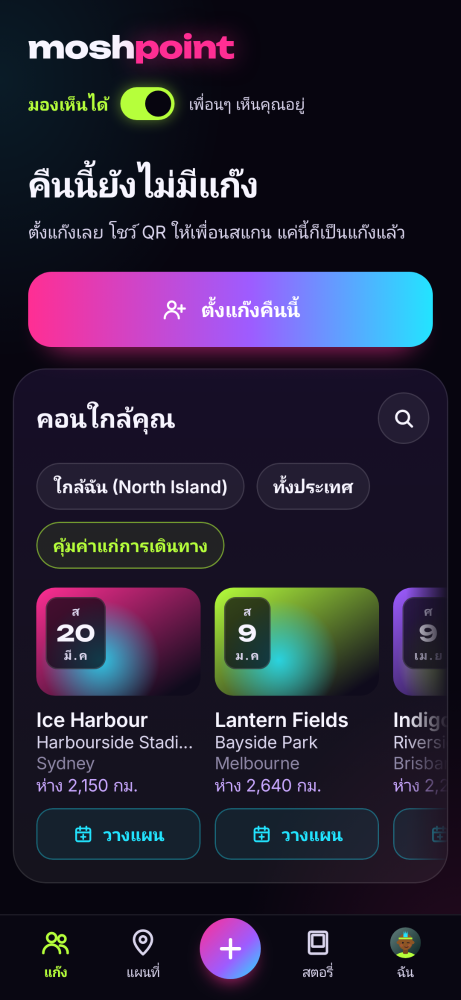 moshpoint
มองเห็นได้ เพื่อนๆ เห็นคุณอยู่
คืนนี้ยังไม่มีแก๊ง
ตั้งแก๊งเลย โชว์ QR ให้เพื่อนสแกน แค่นี้ก็เป็นแก๊งแล้ว
ตั้งแก๊งคืนนี้
คอนใกล้คุณ
ใกล้ฉัน (North Island) ทั้งประเทศ
คุ้มค่าแก่การเดินทาง
ส
20
มี.ค
Ice Harbour
Harbourside Stadi...
Sydney
ห่าง 2,150 กม.
วางแผน
ส
9
ม.ค
Lantern Fields
Bayside Park
Melbourne
ห่าง 2,640 กม.
วางแผน
ศ
9
เม.ย
ห่าง
แก๊ง แผนที่ สตอรี่ ฉัน